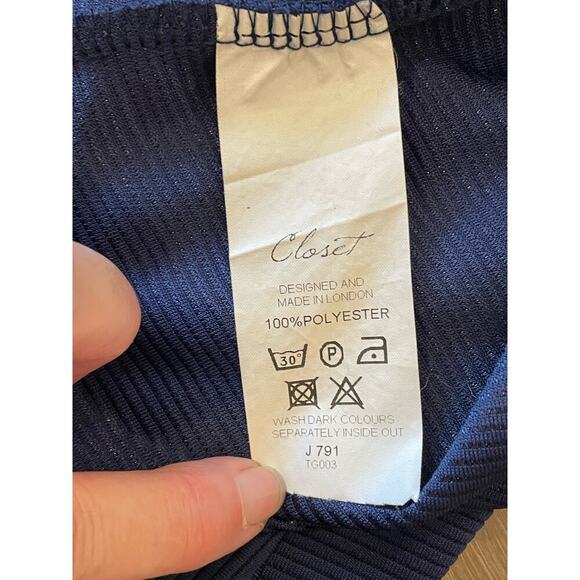 Closet
DESIGNED AND
MADE IN LONDON
100%POLYESTER
30° P
WASH DARK COLOURS
SEPARATELY INSIDE OUT
J 791
TG003